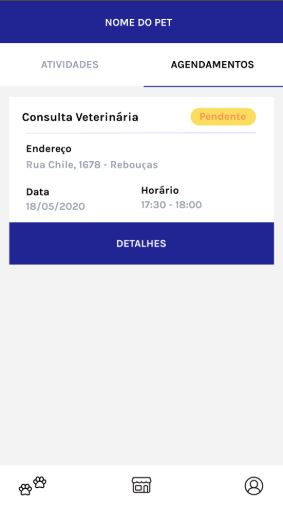 NOME DO PET
ATIVIDADES
AGENDAMENTOS
Consulta Veterinária
Pendente
Endereço
Rua Chile, 1678 - Rebouças
Data
Horário
18/05/2020
17:30 - 18:00
DETALHES